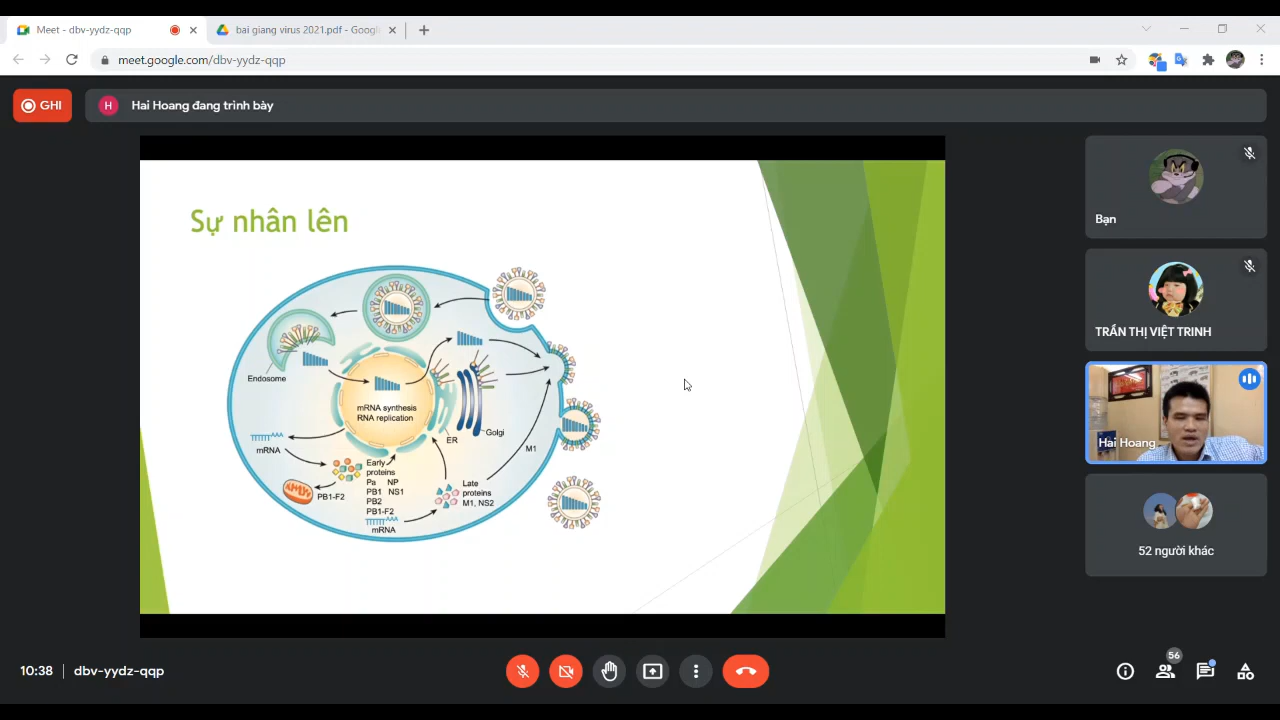 Meet - dbv-yydz-qqp
bai giang virus 2021.pdf - Googl
meet.google.com/dbv-yydz-qqp
GHI
H
Hai Hoang đang trình bày
Sự nhân lên
Endosome
mRNA synthesis
RNA replication
mRNA
PB1-F2
Early
proteins
Pa NP
PB1 NS1
PB2
PB1-F2
mRNA
ER
Golgi
M1
Late
proteins
M1, NS2
Bạn
TRẦN THỊ VIỆT TRINH
Hai Hoang
52 người khác
10:38
dbv-yydz-qqp
56